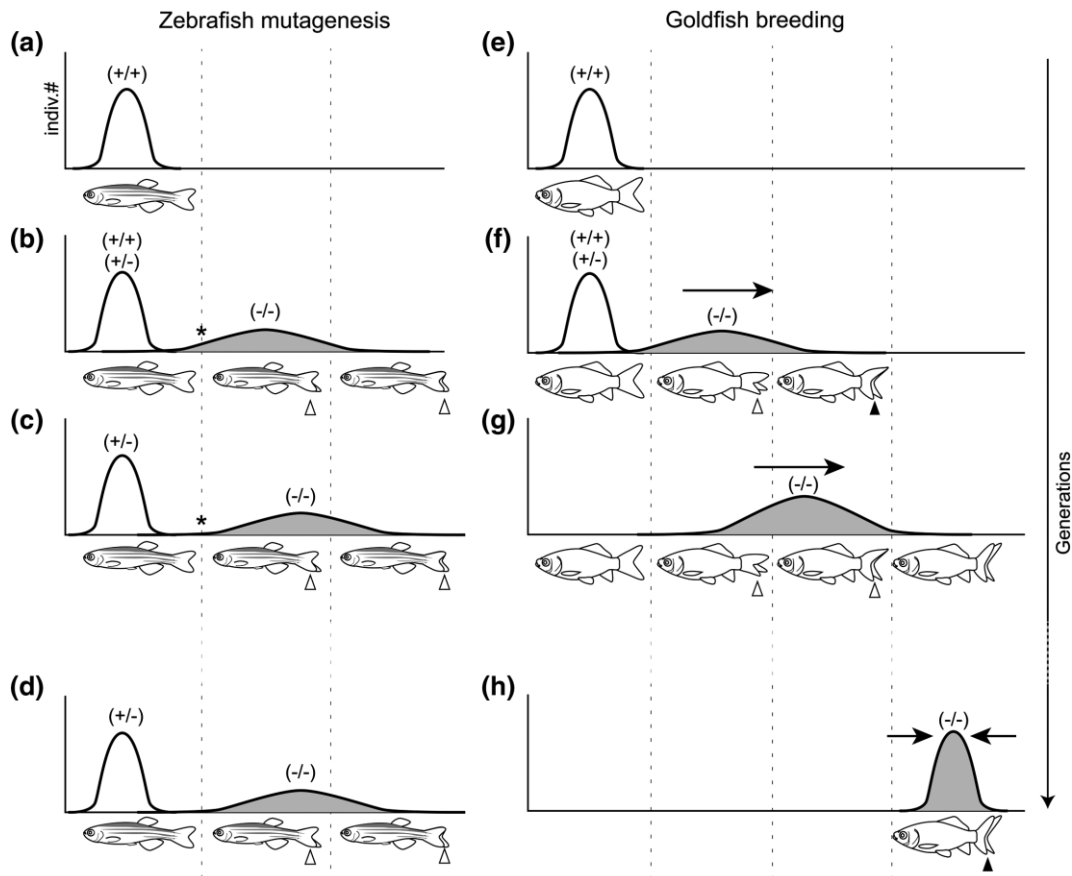 Zebrafish mutagenesis
Goldfish breeding
(a)
indiv.#
(+/+)
(e)
(+/+)
(b)
(+/+)
(+/-)
*
(-/-)
(f)
(+/+)
(+/-)
(-/-)
(c)
(+/-)
*
(-/-)
(g)
(-/-)
(d)
(+/-)
(-/-)
(h)
(-/-)
Generations